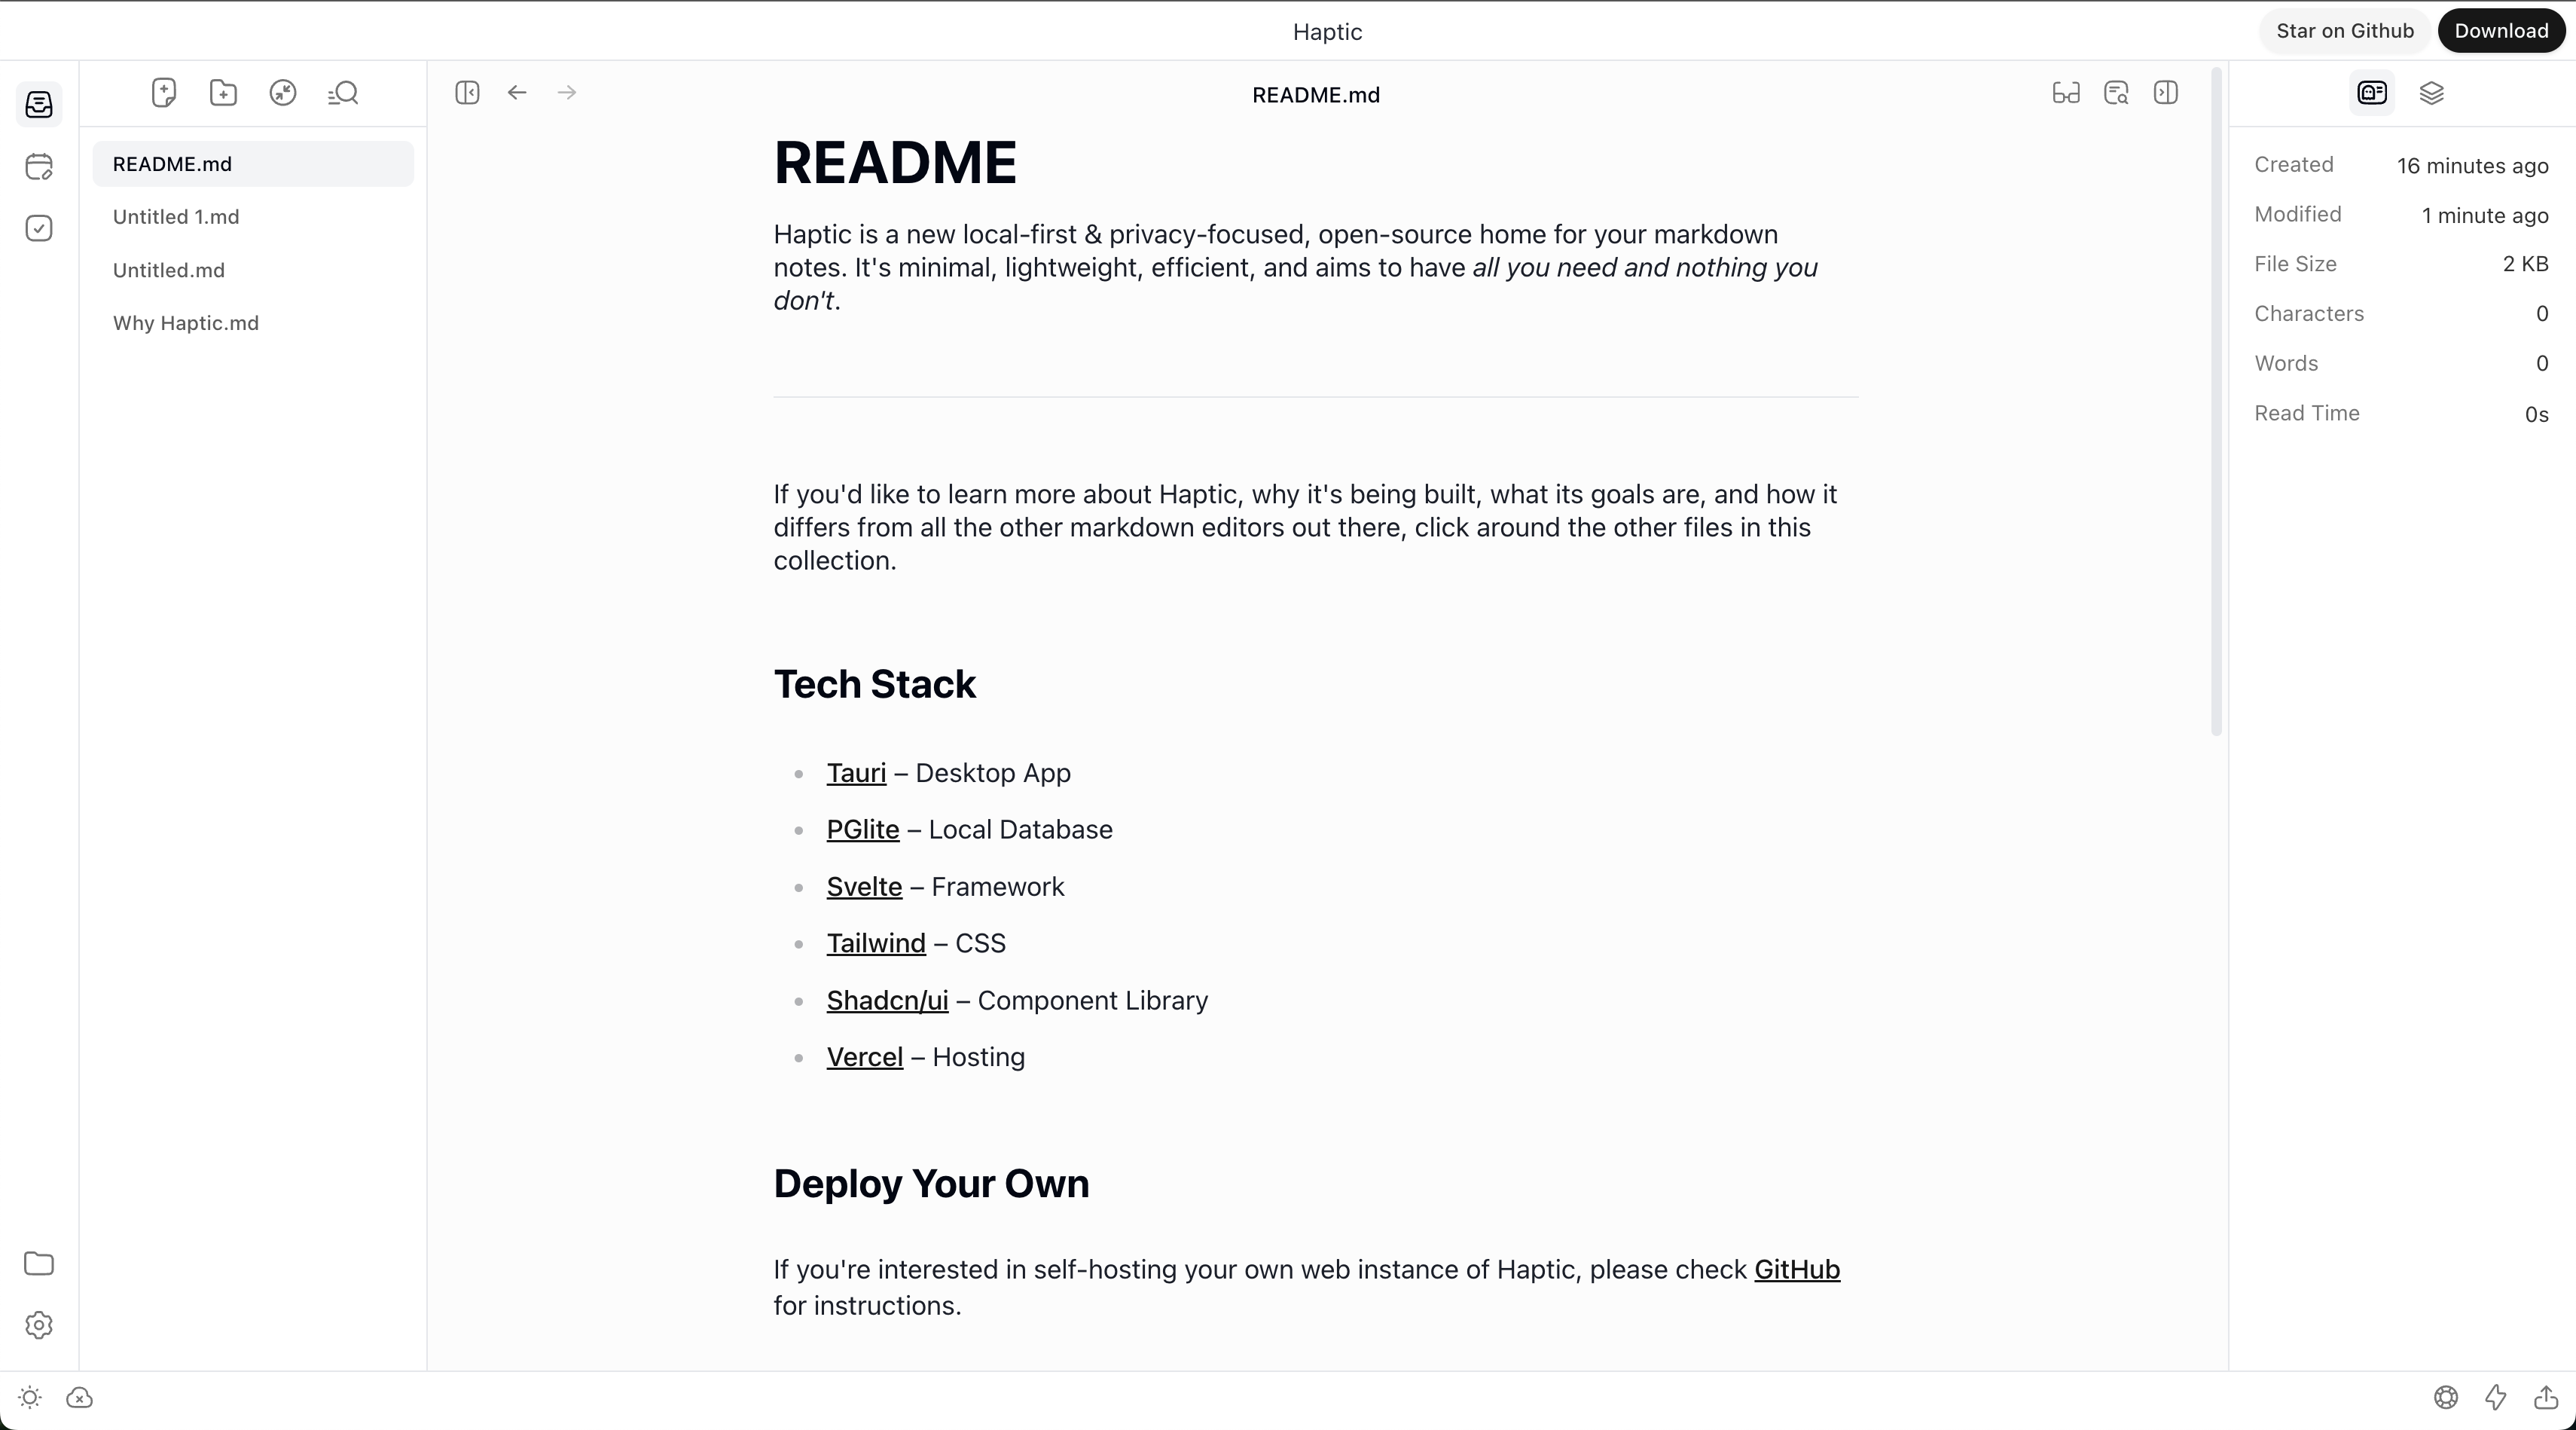 Haptic
Star on Github
Download
README.md
Untitled 1.md
Untitled.md
Why Haptic.md
README.md
README
Haptic is a new local-first & privacy-focused, open-source home for your markdown
notes. It's minimal, lightweight, efficient, and aims to have all you need and nothing you
don't.
If you'd like to learn more about Haptic, why it's being built, what its goals are, and how it
differs from all the other markdown editors out there, click around the other files in this
collection.
Tech Stack
Tauri – Desktop App
PGlite – Local Database
Svelte – Framework
Tailwind – CSS
Shadcn/ui – Component Library
Vercel – Hosting
Deploy Your Own
If you're interested in self-hosting your own web instance of Haptic, please check GitHub
for instructions.
Created 16 minutes ago
Modified 1 minute ago
File Size 2 KB
Characters 0
Words 0
Read Time 0s